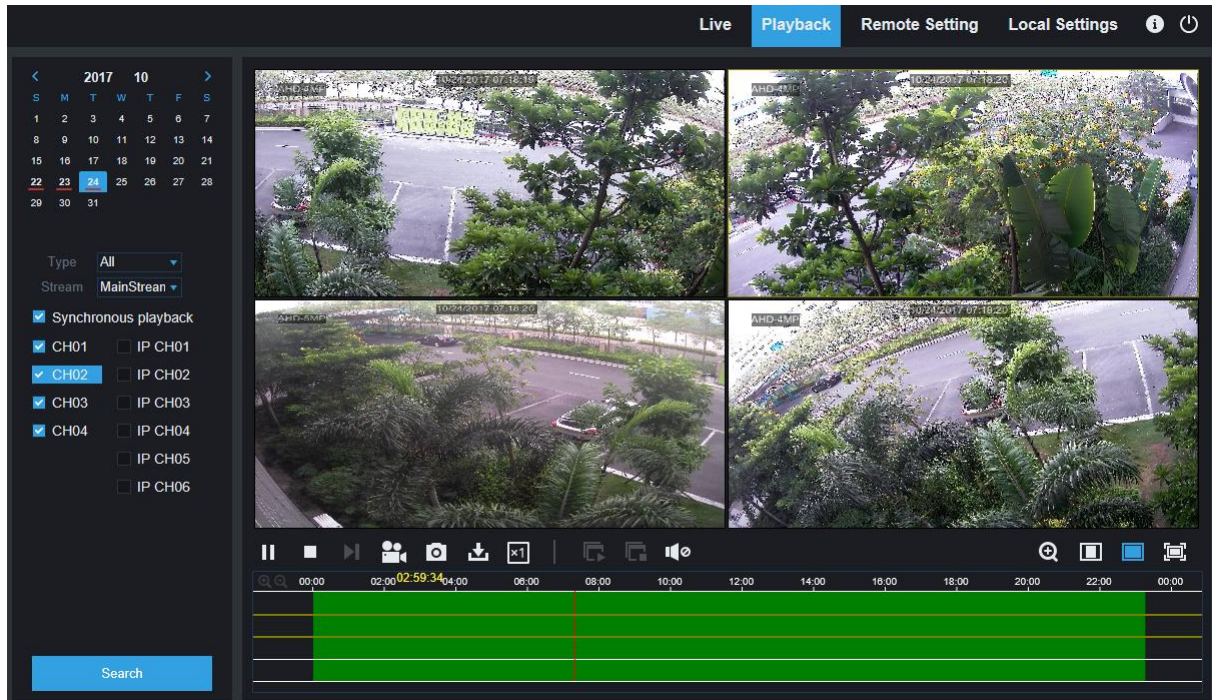 Live Playback Remote Setting Local Settings
2017 10
S M T W T F S
1 2 3 4 5 6 7
8 9 10 11 12 13 14
15 16 17 18 19 20 21
22 23 24 25 26 27 28
29 30 31
Type All
Stream MainStrean
Synchronous playback
CH01 IP CH01
CH02 IP CH02
CH03 IP CH03
CH04 IP CH04
IP CH05
IP CH06
Search
AHD-4MP 10/24/2017 07:18:19
AHD-4MP 10/24/2017 07:18:20
AHD-5MP 10/24/2017 07:18:20
AHD-4MP 10/24/2017 07:18:20
×1
00:00 02:00 02:59:34 04:00 06:00 08:00 10:00 12:00 14:00 16:00 18:00 20:00 22:00 00:00